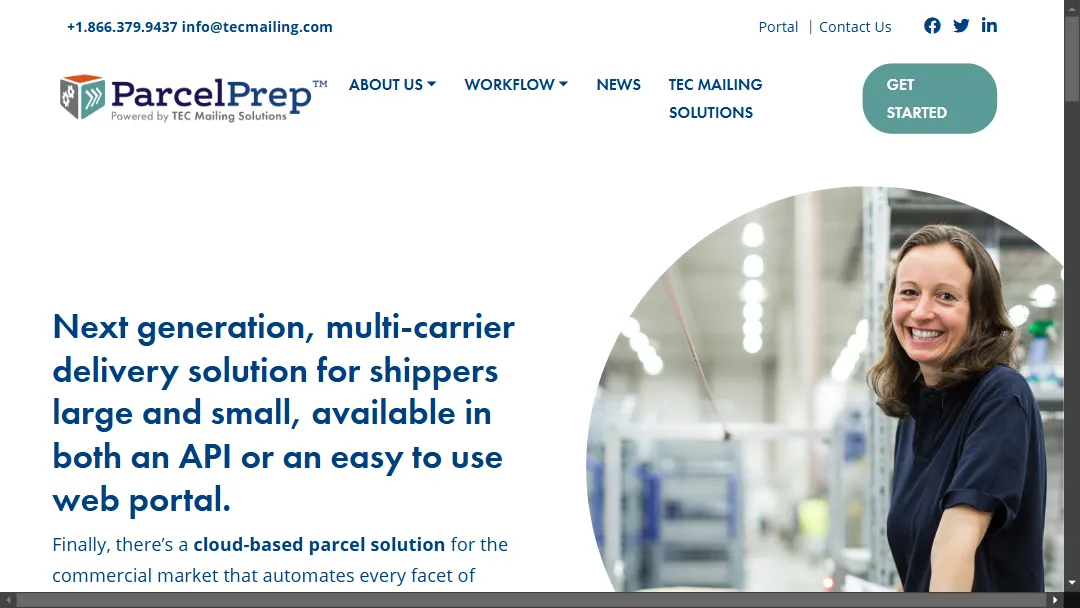 +1.866.379.9437 info@tecmailing.com
Portal | Contact Us
ParcelPrep™
Powered by TEC Mailing Solutions
ABOUT US
WORKFLOW
NEWS
TEC MAILING
SOLUTIONS
GET
STARTED
Next generation, multi-carrier
delivery solution for shippers
large and small, available in
both an API or an easy to use
web portal.
Finally, there’s a cloud-based parcel solution for the
commercial market that automates every facet of